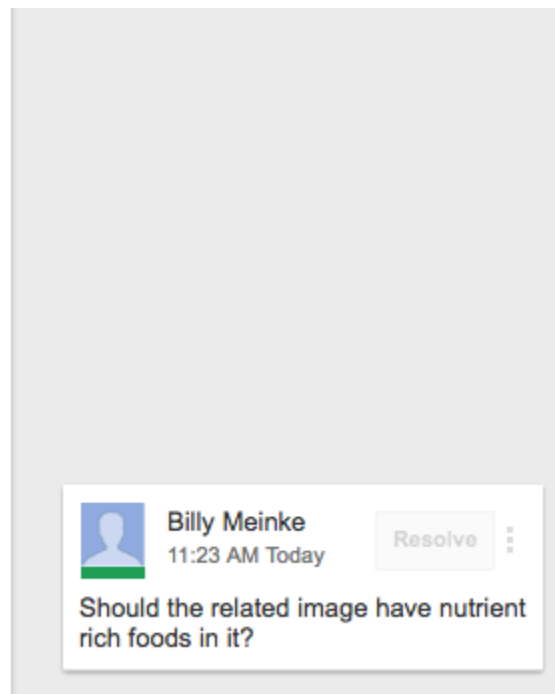 Billy Meinke
Resolve
11:23 AM Today
Should the related image have nutrient
rich foods in it?